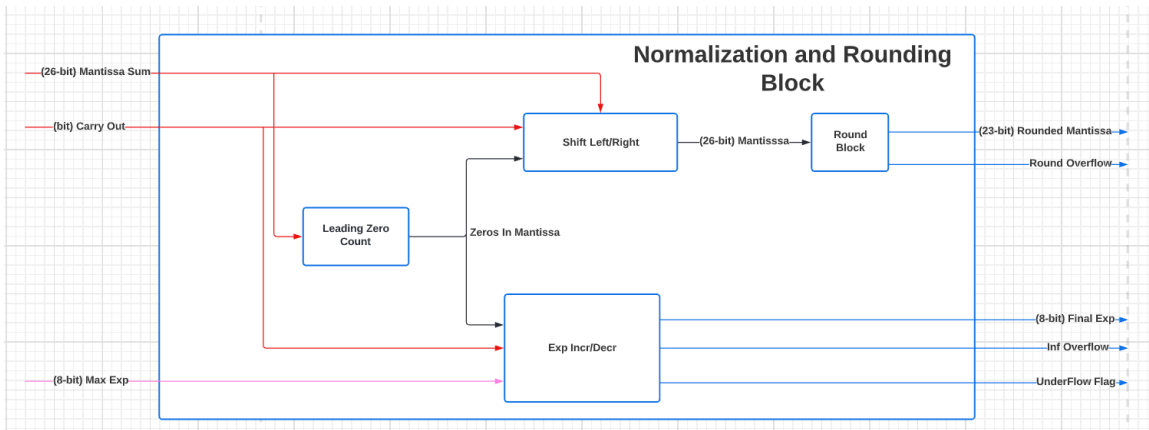 Normalization and Rounding
Block
(26-bit) Mantissa Sum
(bit) Carry Out
Shift Left/Right
(26-bit) Mantisssa
Round
Block
(23-bit) Rounded Mantissa
Round Overflow
Leading Zero
Count
Zeros In Mantissa
Exp Incr/Decr
(8-bit) Final Exp
Inf Overflow
(8-bit) Max Exp
UnderFlow Flag